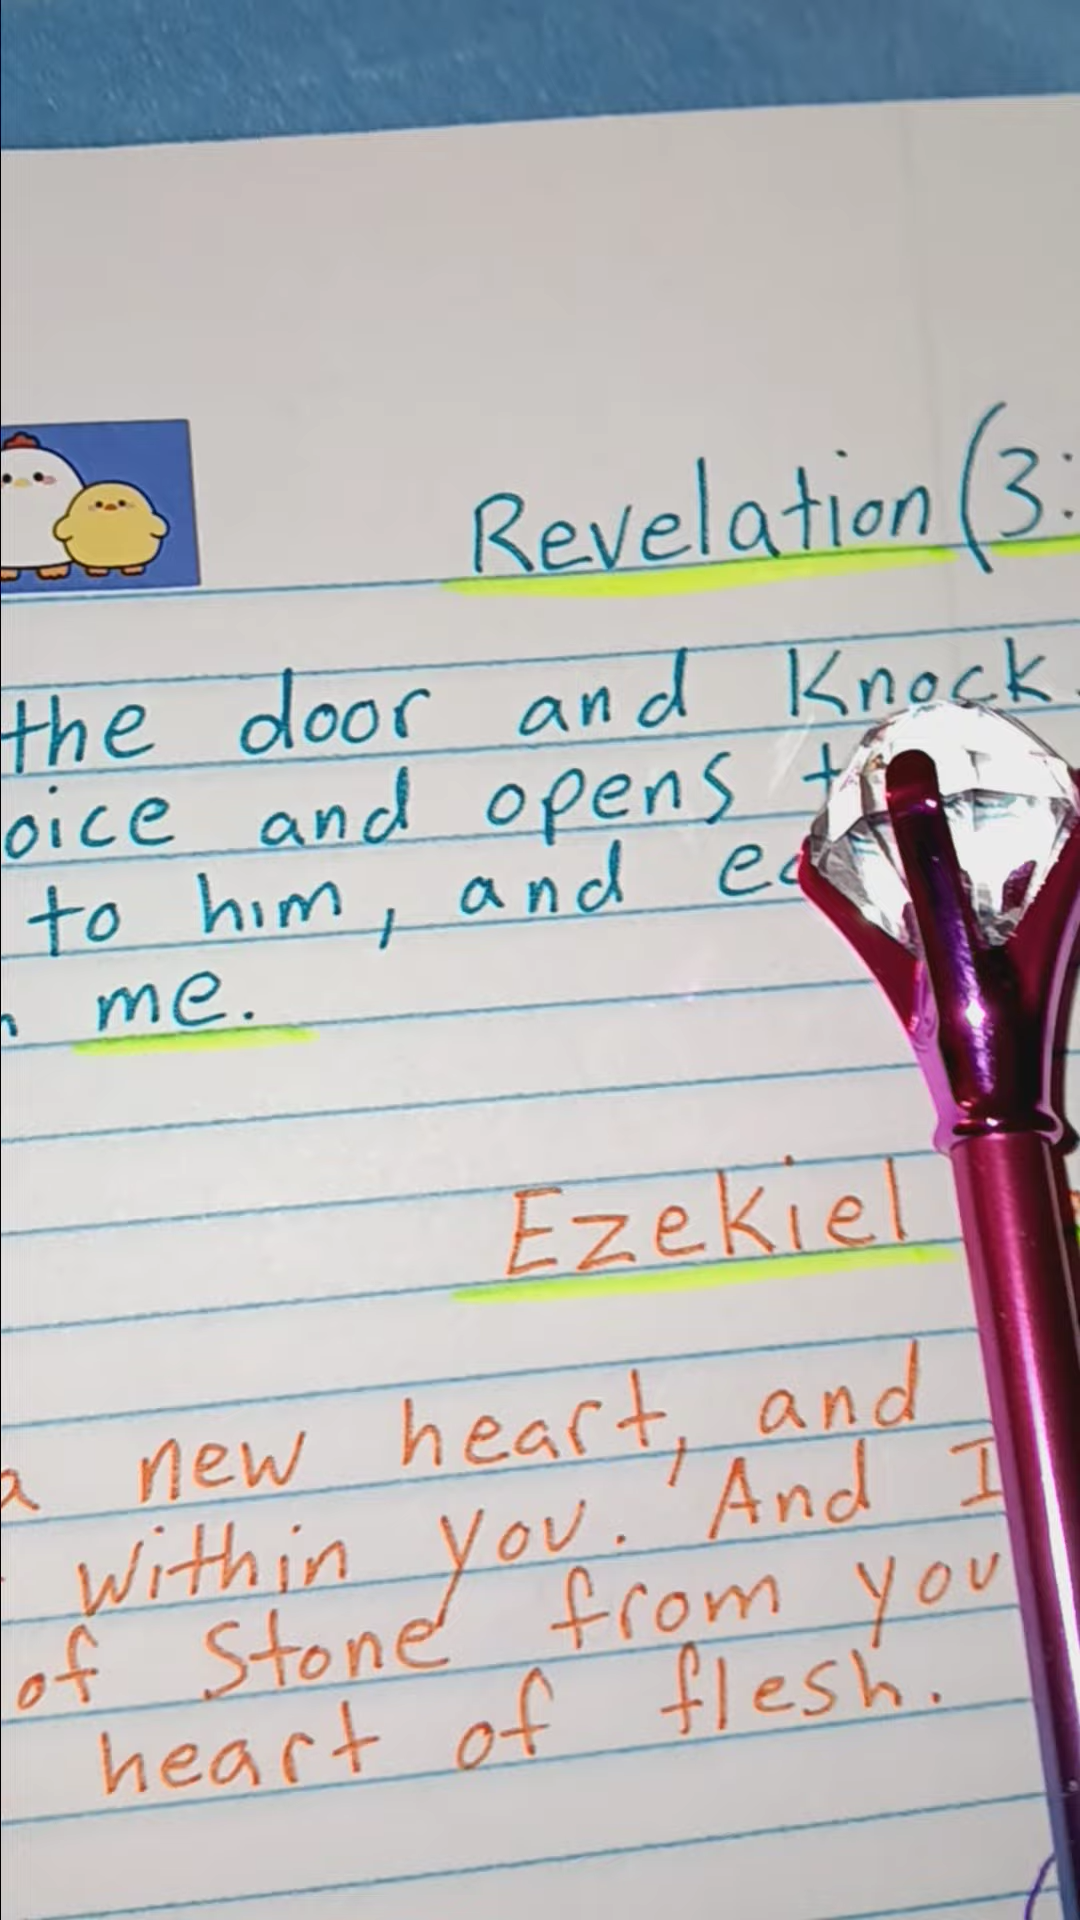 Revelation (3:
the door and Knock.
oice and opens
to him, and
me.
Ezekiel
a new heart, and
within you. And I
of Stone from you
heart of flesh.